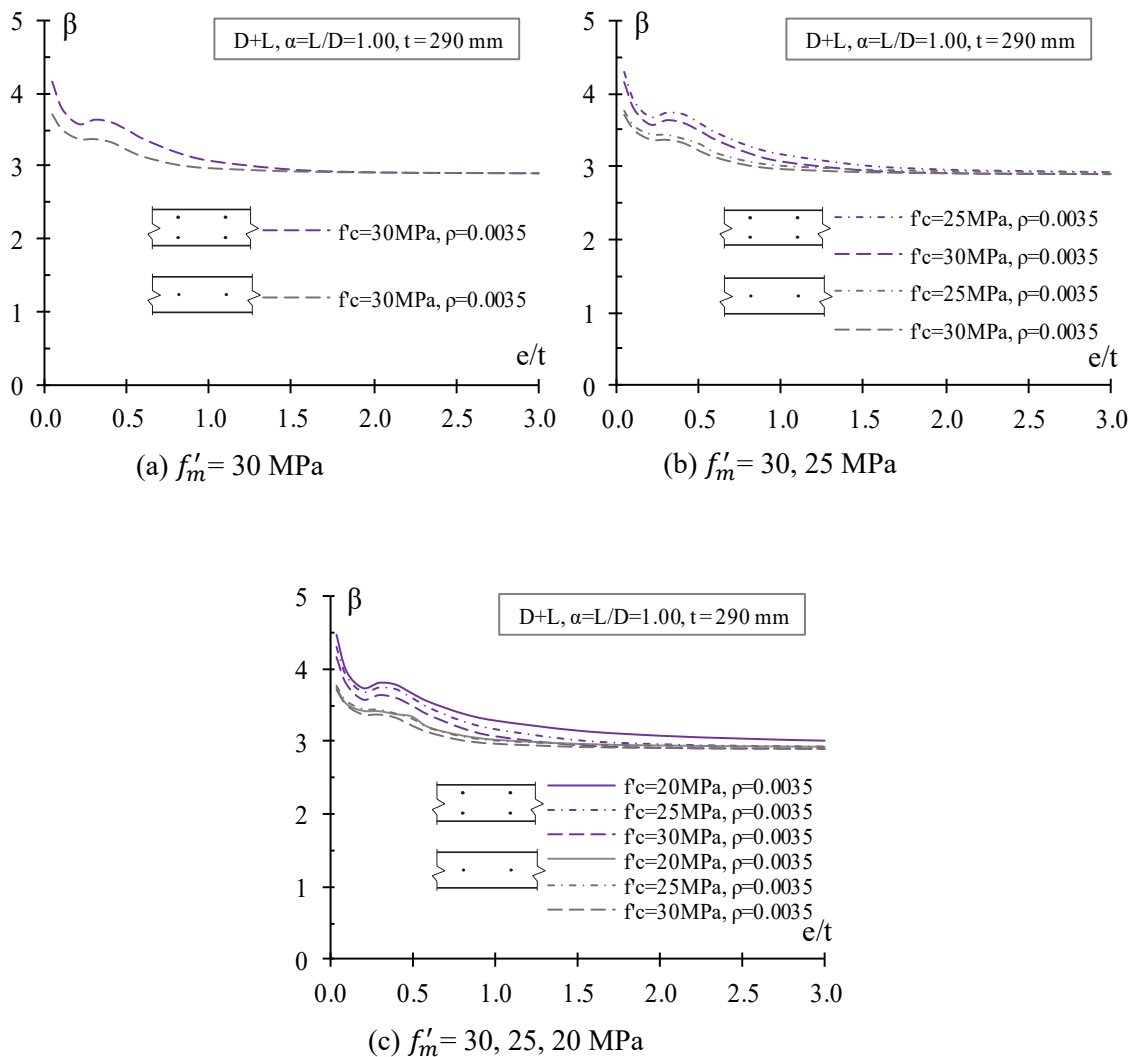 β
D+L, α=L/D=1.00, t=290 mm
5
4
3
2
1
0
f'c=30MPa, ρ=0.0035
f'c=30MPa, ρ=0.0035
e/t
0.0 0.5 1.0 1.5 2.0 2.5 3.0
(a) f′m= 30 MPa
β
D+L, α=L/D=1.00, t=290 mm
5
4
3
2
1
0
f'c=25MPa, ρ=0.0035
f'c=30MPa, ρ=0.0035
f'c=25MPa, ρ=0.0035
f'c=30MPa, ρ=0.0035
e/t
0.0 0.5 1.0 1.5 2.0 2.5 3.0
(b) f′m= 30, 25 MPa
β
D+L, α=L/D=1.00, t=290 mm
5
4
3
2
1
0
f'c=20MPa, ρ=0.0035
f'c=25MPa, ρ=0.0035
f'c=30MPa, ρ=0.0035
f'c=20MPa, ρ=0.0035
f'c=25MPa, ρ=0.0035
f'c=30MPa, ρ=0.0035
e/t
0.0 0.5 1.0 1.5 2.0 2.5 3.0
(c) f′m= 30, 25, 20 MPa